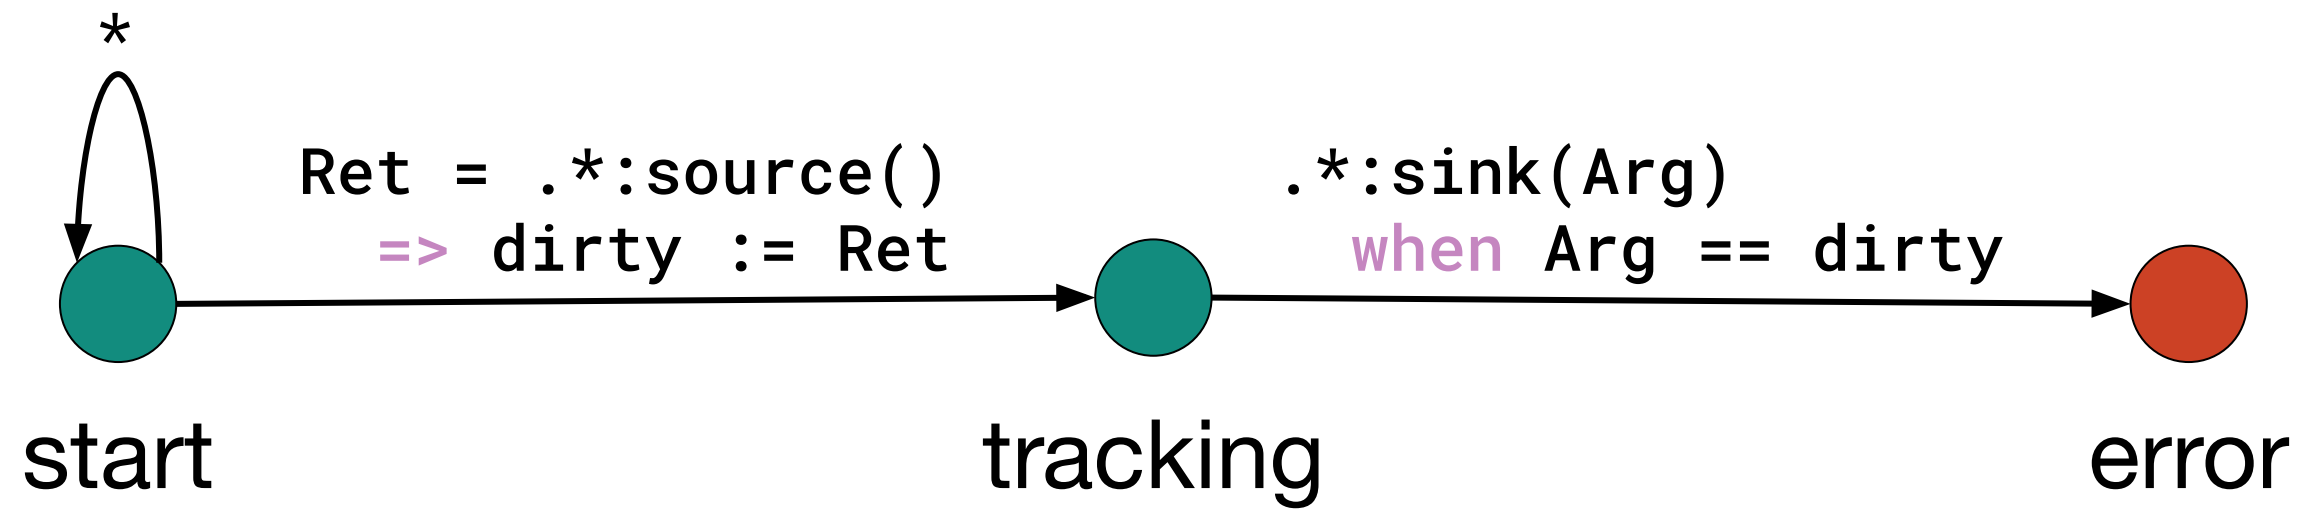 *
Ret = .*:source()
=> dirty := Ret
.*:sink(Arg)
when Arg == dirty
start
tracking
error